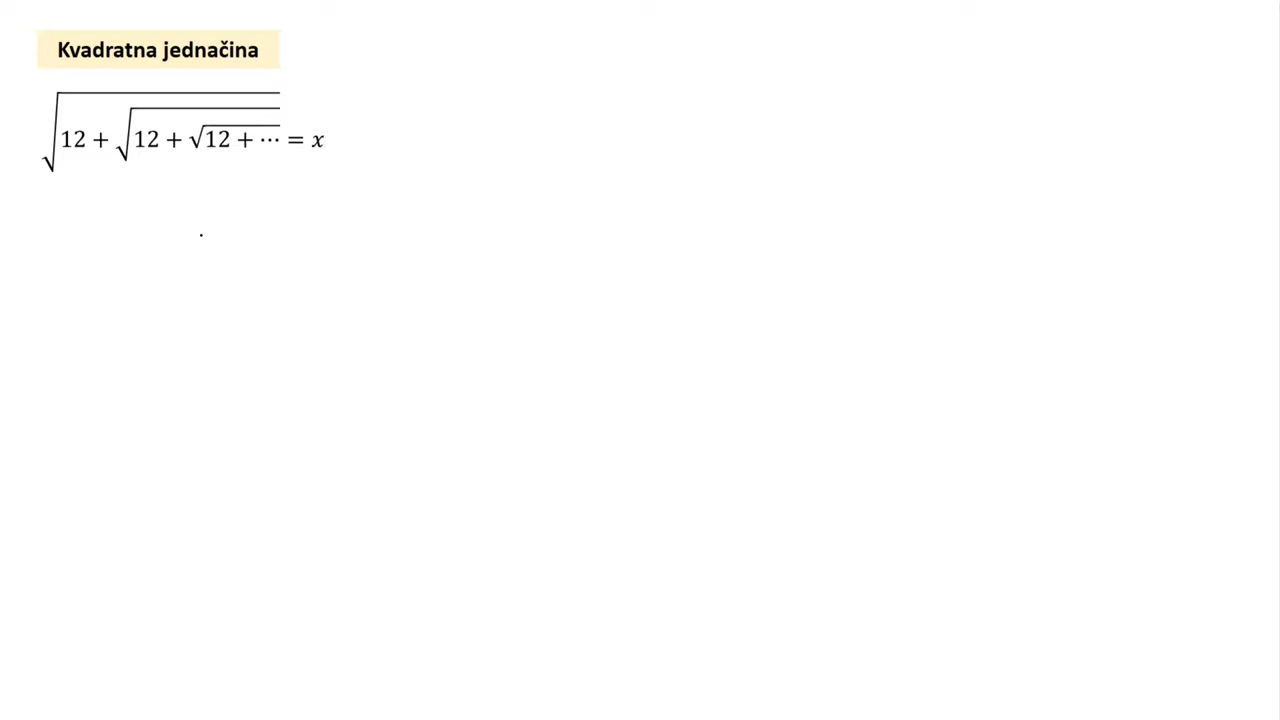 Kvadratna jednačina
√(12 + √(12 + √(12 + ⋯))) = x